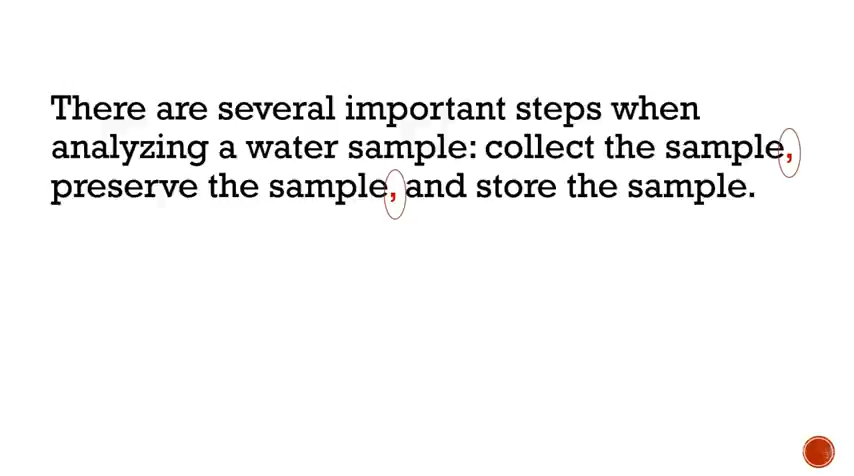 There are several important steps when
analyzing a water sample: collect the sample,
preserve the sample, and store the sample.